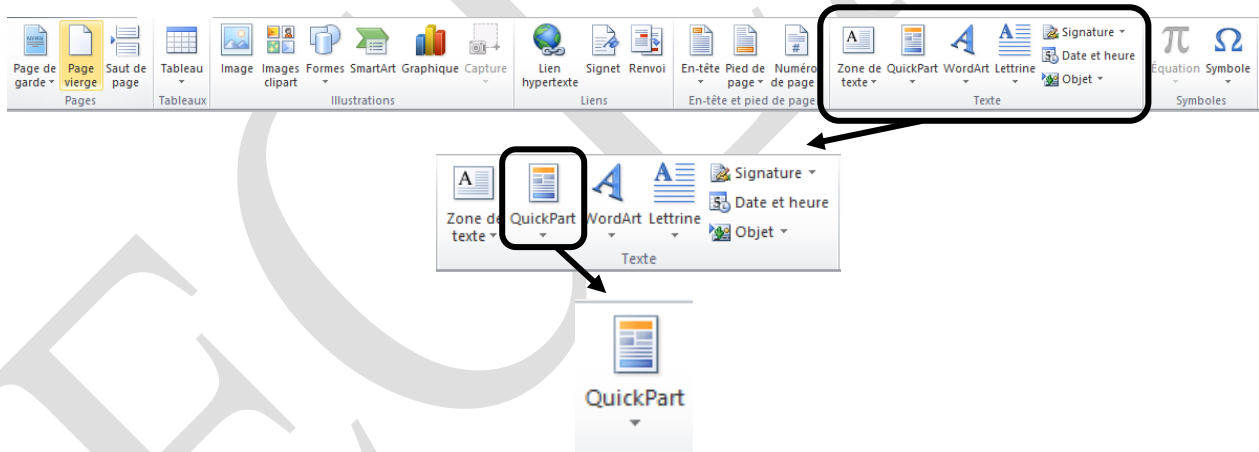 Page de garde
Page vierge
Saut de page
Tableau
Image
Images clipart
Formes
SmartArt
Graphique
Capture
Lien hypertexte
Signet
Renvoi
En-tête
Pied de page
Numéro de page
Zone de texte
QuickPart
WordArt
Lettrine
Signature
Date et heure
Objet
Équation
Symbole
Pages
Tableaux
Illustrations
Liens
En-tête et pied de page
Texte
Symboles
Zone de texte
QuickPart
WordArt
Lettrine
Signature
Date et heure
Objet
Texte
QuickPart